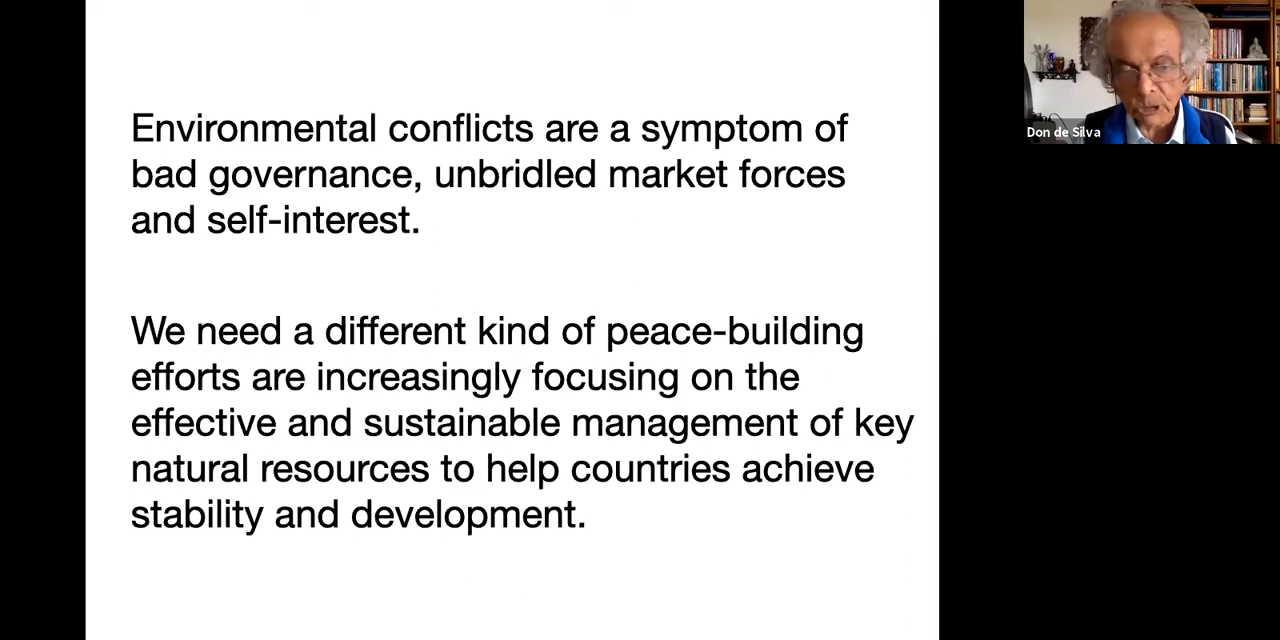 Environmental conflicts are a symptom of
bad governance, unbridled market forces
and self-interest.
We need a different kind of peace-building
efforts are increasingly focusing on the
effective and sustainable management of key
natural resources to help countries achieve
stability and development.
Don de Silva